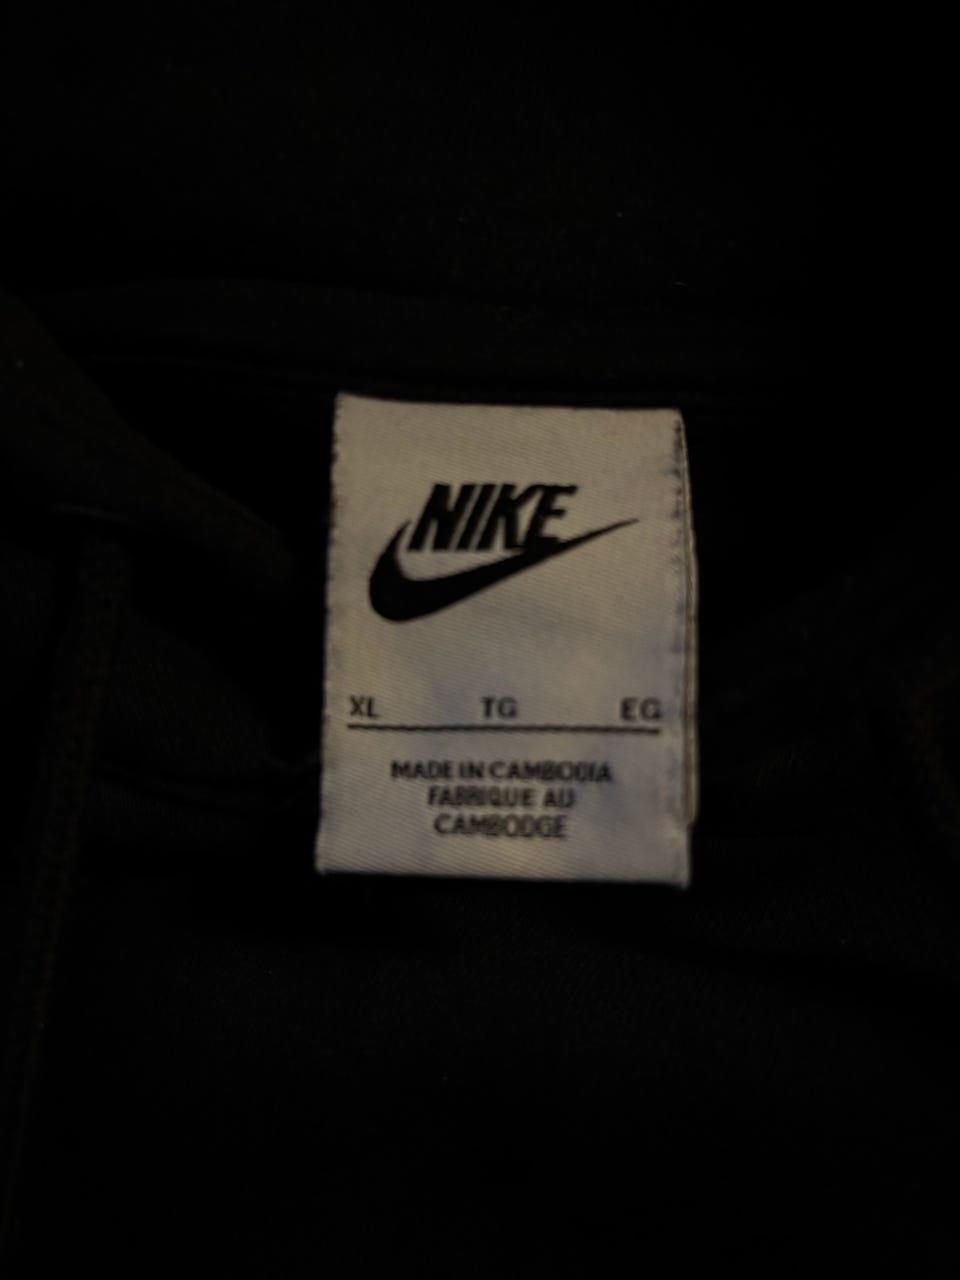 NIKE
XL TG EG
MADE IN CAMBODIA
FABRIQUE AU
CAMBODGE